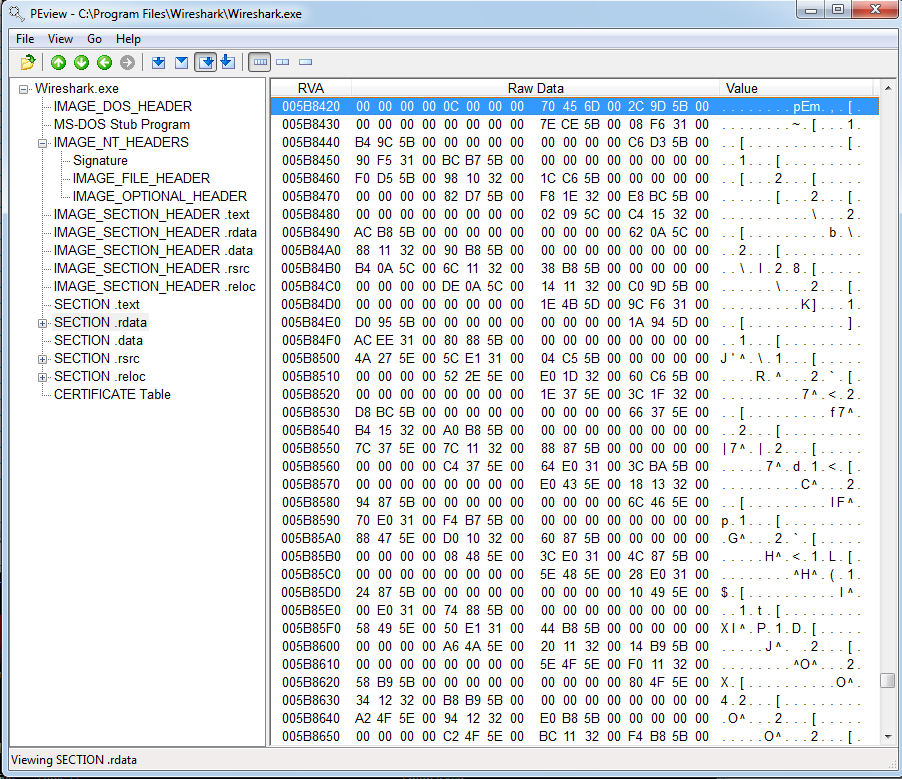 PEview - C:\Program Files\Wireshark\Wireshark.exe
File View Go Help
Wireshark.exe
IMAGE_DOS_HEADER
MS-DOS Stub Program
IMAGE_NT_HEADERS
Signature
IMAGE_FILE_HEADER
IMAGE_OPTIONAL_HEADER
IMAGE_SECTION_HEADER .text
IMAGE_SECTION_HEADER .rdata
IMAGE_SECTION_HEADER .data
IMAGE_SECTION_HEADER .rsrc
IMAGE_SECTION_HEADER .reloc
SECTION .text
SECTION .rdata
SECTION .data
SECTION .rsrc
SECTION .reloc
CERTIFICATE Table
RVA Raw Data Value
005B8420 00 00 00 00 0C 00 00 00 70 45 6D 00 2C 9D 5B 00 ........pEm.,.[.
005B8430 00 00 00 00 00 00 00 00 7E CE 5B 00 08 F6 31 00 ........~.[...1.
005B8440 B4 9C 5B 00 00 00 00 00 00 00 00 00 C6 D3 5B 00 ..[...........[.
005B8450 90 F5 31 00 BC B7 5B 00 00 00 00 00 00 00 00 00 ..1...[.........
005B8460 F0 D5 5B 00 98 10 32 00 1C C6 5B 00 00 00 00 00 ..[...2...[.....
005B8470 00 00 00 00 82 D7 5B 00 F8 1E 32 00 E8 BC 5B 00 ......[...2...[.
005B8480 00 00 00 00 00 00 00 00 02 09 5C 00 C4 15 32 00 ..........\...2.
005B8490 AC B8 5B 00 00 00 00 00 00 00 00 00 62 0A 5C 00 ..[.........b.\.
005B84A0 88 11 32 00 90 B8 5B 00 00 00 00 00 00 00 00 00 ..2...[.........
005B84B0 B4 0A 5C 00 6C 11 32 00 38 B8 5B 00 00 00 00 00 ..\.l.2.8.[.....
005B84C0 00 00 00 00 DE 0A 5C 00 14 11 32 00 C0 9D 5B 00 ......\...2...[.
005B84D0 00 00 00 00 00 00 00 00 1E 4B 5D 00 9C F6 31 00 .........K]...1.
005B84E0 D0 95 5B 00 00 00 00 00 00 00 00 00 1A 94 5D 00 ..[...........].
005B84F0 AC EE 31 00 80 88 5B 00 00 00 00 00 00 00 00 00 ..1...[.........
005B8500 4A 27 5E 00 5C E1 31 00 04 C5 5B 00 00 00 00 00 J'^.\.1...[.....
005B8510 00 00 00 00 52 2E 5E 00 E0 1D 32 00 60 C6 5B 00 ....R.^...2.`.[.
005B8520 00 00 00 00 00 00 00 00 1E 37 5E 00 3C 1F 32 00 .........7^.<.2.
005B8530 D8 BC 5B 00 00 00 00 00 00 00 00 00 66 37 5E 00 ..[.........f7^.
005B8540 B4 15 32 00 A0 B8 5B 00 00 00 00 00 00 00 00 00 ..2...[.........
005B8550 7C 37 5E 00 7C 11 32 00 88 87 5B 00 00 00 00 00 |7^.|.2...[.....
005B8560 00 00 00 00 C4 37 5E 00 64 E0 31 00 3C BA 5B 00 .....7^.d.1.<.[.
005B8570 00 00 00 00 00 00 00 00 E0 43 5E 00 18 13 32 00 .........C^...2.
005B8580 94 87 5B 00 00 00 00 00 00 00 00 00 6C 46 5E 00 ..[.........lF^.
005B8590 70 E0 31 00 F4 B7 5B 00 00 00 00 00 00 00 00 00 p.1...[.........
005B85A0 88 47 5E 00 D0 10 32 00 60 87 5B 00 00 00 00 00 .G^...2.`.[.....
005B85B0 00 00 00 00 08 48 5E 00 3C E0 31 00 4C 87 5B 00 .....H^.<.1.L.[.
005B85C0 00 00 00 00 00 00 00 00 5E 48 5E 00 28 E0 31 00 ........^H^.(.1.
005B85D0 24 87 5B 00 00 00 00 00 00 00 00 00 10 49 5E 00 $.[..........I^.
005B85E0 00 E0 31 00 74 88 5B 00 00 00 00 00 00 00 00 00 ..1.t.[.........
005B85F0 58 49 5E 00 50 E1 31 00 44 B8 5B 00 00 00 00 00 XI^.P.1.D.[.....
005B8600 00 00 00 00 A6 4A 5E 00 20 11 32 00 14 B9 5B 00 .....J^. .2...[.
005B8610 00 00 00 00 00 00 00 00 5E 4F 5E 00 F0 11 32 00 ........^O^...2.
005B8620 58 B9 5B 00 00 00 00 00 00 00 00 00 80 4F 5E 00 X.[..........O^.
005B8630 34 12 32 00 B8 B9 5B 00 00 00 00 00 00 00 00 00 4.2...[.........
005B8640 A2 4F 5E 00 94 12 32 00 E0 B8 5B 00 00 00 00 00 .O^...2...[.....
005B8650 00 00 00 00 C2 4F 5E 00 BC 11 32 00 F4 B8 5B 00 .....O^...2...[.
Viewing SECTION .rdata